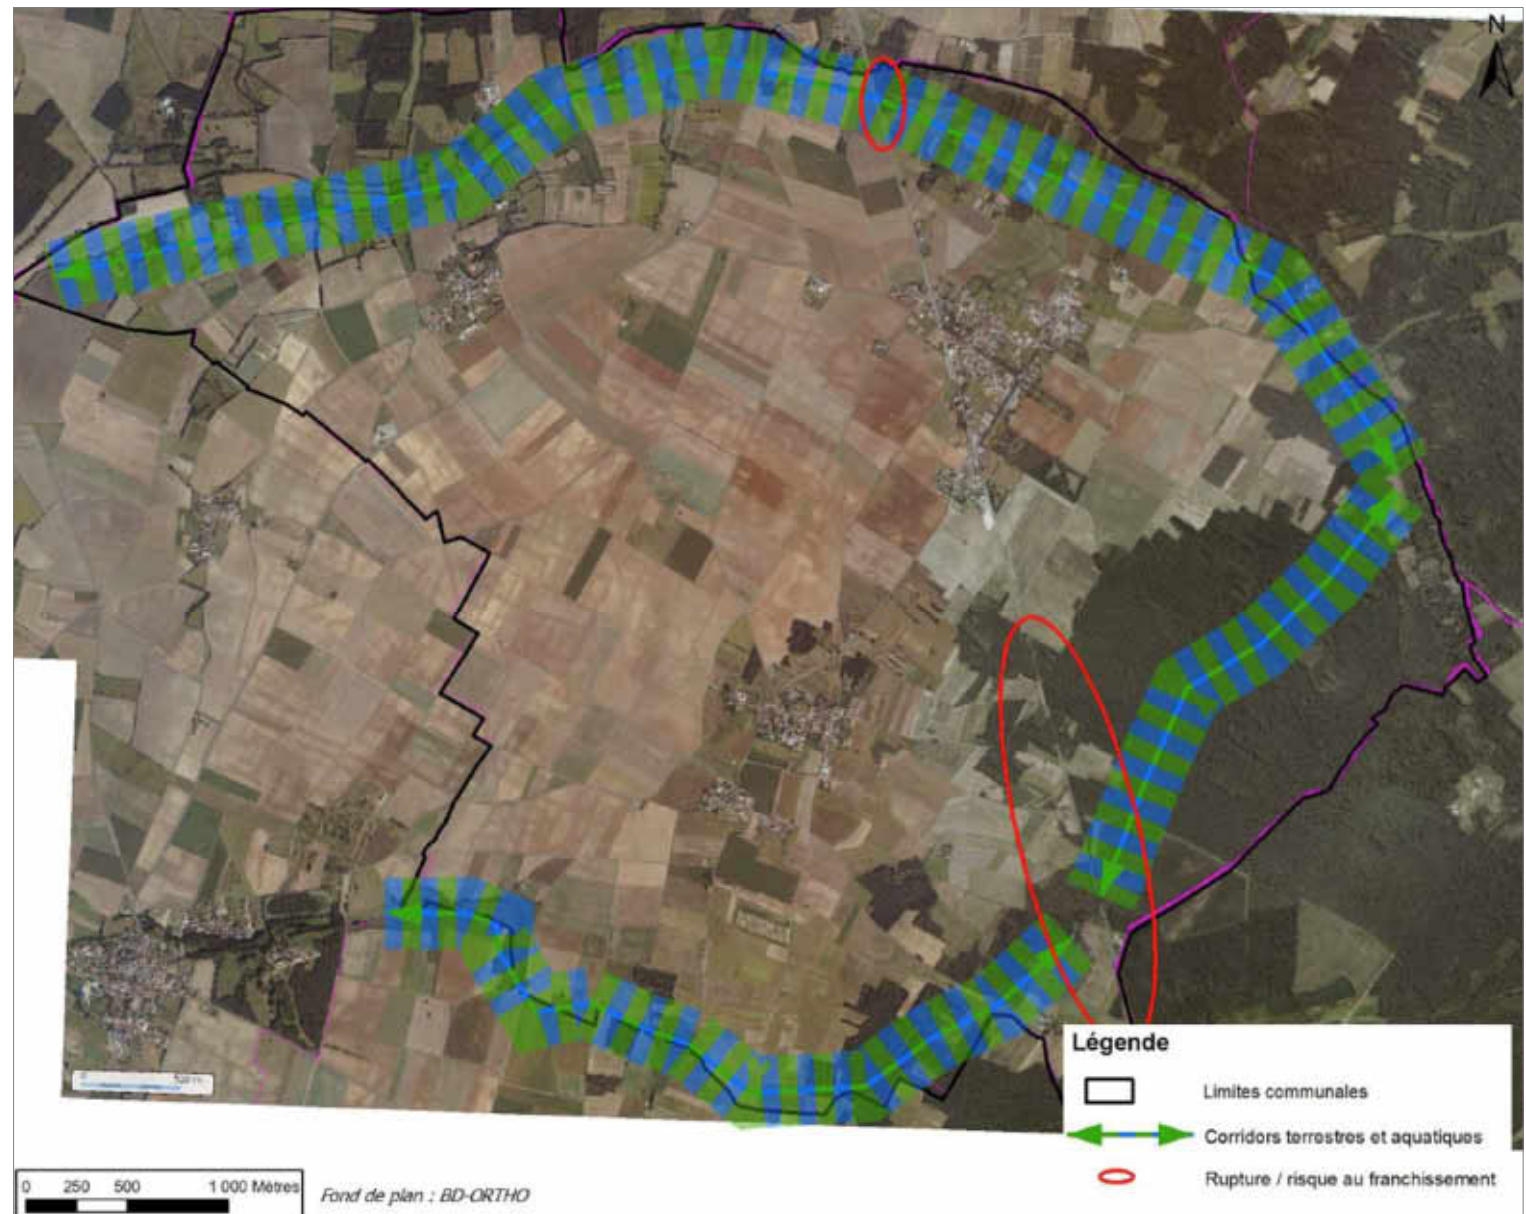 N
Légende
Limites communales
Corridors terrestres et aquatiques
Rupture / risque au franchissement
0 250 500 1 000 Mètres
Fond de plan : BD-ORTHO